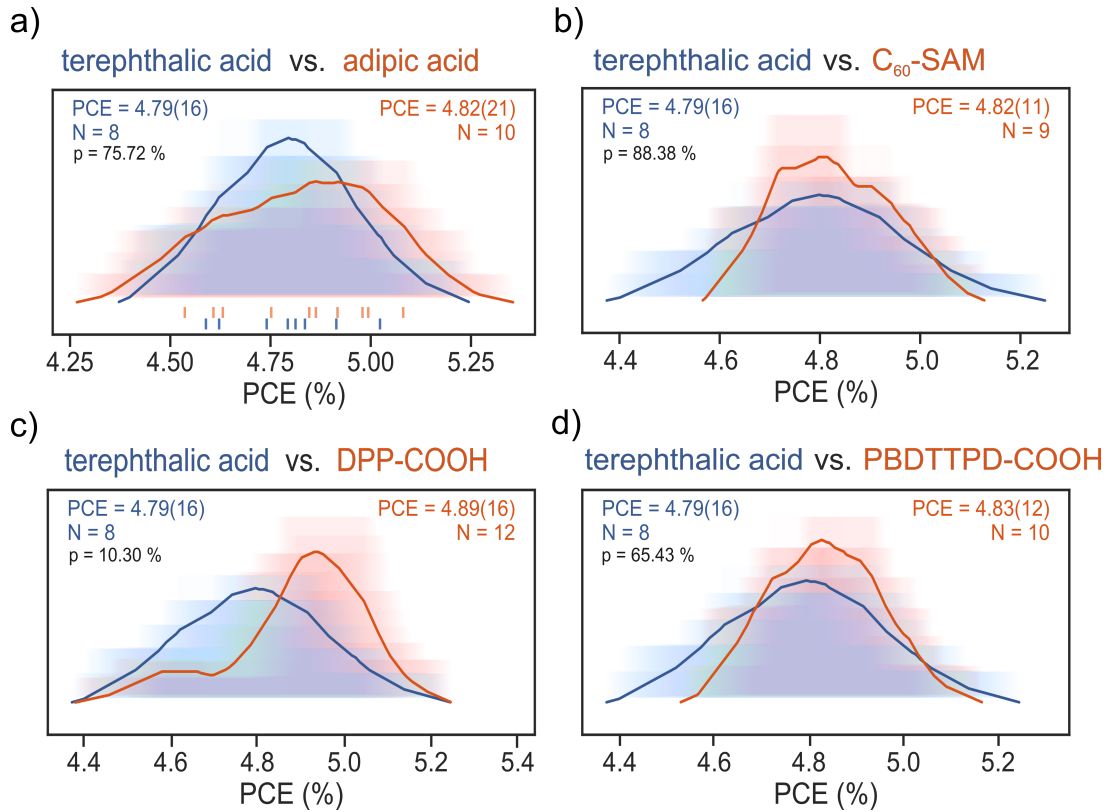 a)
terephthalic acid vs. adipic acid
PCE = 4.79(16) PCE = 4.82(21)
N = 8 N = 10
p = 75.72 %
4.25 4.50 4.75 5.00 5.25
PCE (%)
b)
terephthalic acid vs. C₆₀-SAM
PCE = 4.79(16) PCE = 4.82(11)
N = 8 N = 9
p = 88.38 %
4.4 4.6 4.8 5.0 5.2
PCE (%)
c)
terephthalic acid vs. DPP-COOH
PCE = 4.79(16) PCE = 4.89(16)
N = 8 N = 12
p = 10.30 %
4.4 4.6 4.8 5.0 5.2 5.4
PCE (%)
d)
terephthalic acid vs. PBDTTPD-COOH
PCE = 4.79(16) PCE = 4.83(12)
N = 8 N = 10
p = 65.43 %
4.4 4.6 4.8 5.0 5.2
PCE (%)